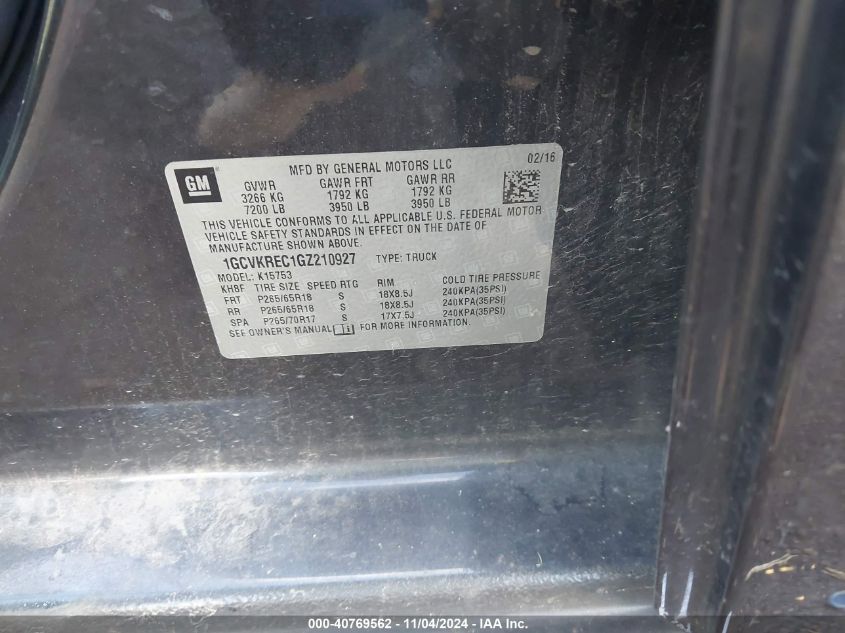 GM
MFD BY GENERAL MOTORS LLC 02/16
GVWR GAWR FRT GAWR RR
3266 KG 1792 KG 1792 KG
7200 LB 3950 LB 3950 LB
THIS VEHICLE CONFORMS TO ALL APPLICABLE U.S. FEDERAL MOTOR
VEHICLE SAFETY STANDARDS IN EFFECT ON THE DATE OF
MANUFACTURE SHOWN ABOVE.
1GCVKREC1GZ210927 TYPE: TRUCK
MODEL: K15753
KH8F TIRE SIZE SPEED RTG RIM COLD TIRE PRESSURE
FRT P265/65R18 S 18X8.5J 240KPA(35PSI)
RR P265/65R18 S 18X8.5J 240KPA(35PSI)
SPA P265/70R17 S 17X7.5J 240KPA(35PSI)
SEE OWNER'S MANUAL FOR MORE INFORMATION.
000-40769562 - 11/04/2024 - IAA Inc.